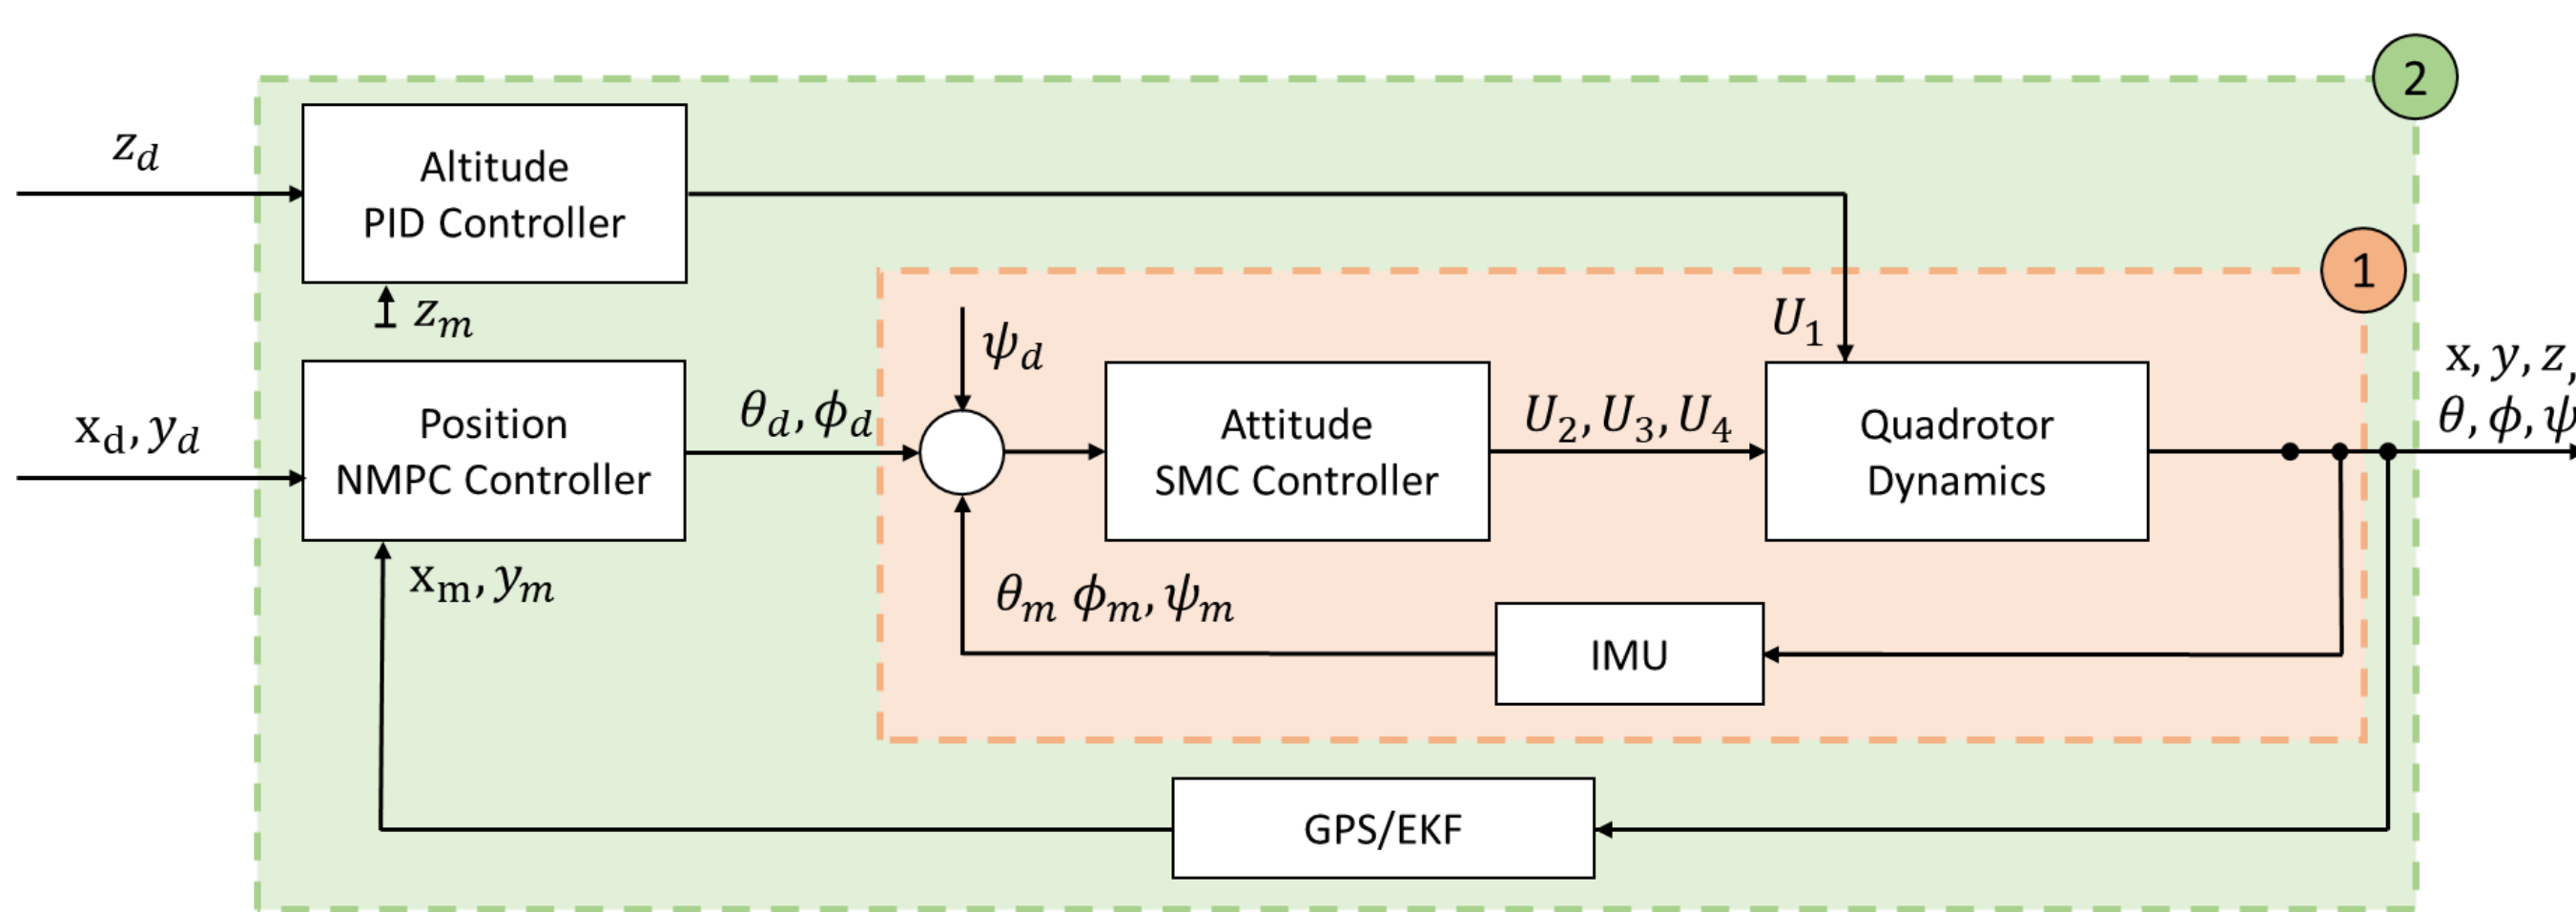 2
z_d
Altitude
PID Controller
1
z_m
ψ_d
U_1
x, y, z,
θ, ϕ, ψ
x_d, y_d
Position
NMPC Controller
θ_d, ϕ_d
Attitude
SMC Controller
U_2, U_3, U_4
Quadrotor
Dynamics
x_m, y_m
θ_m ϕ_m, ψ_m
IMU
GPS/EKF